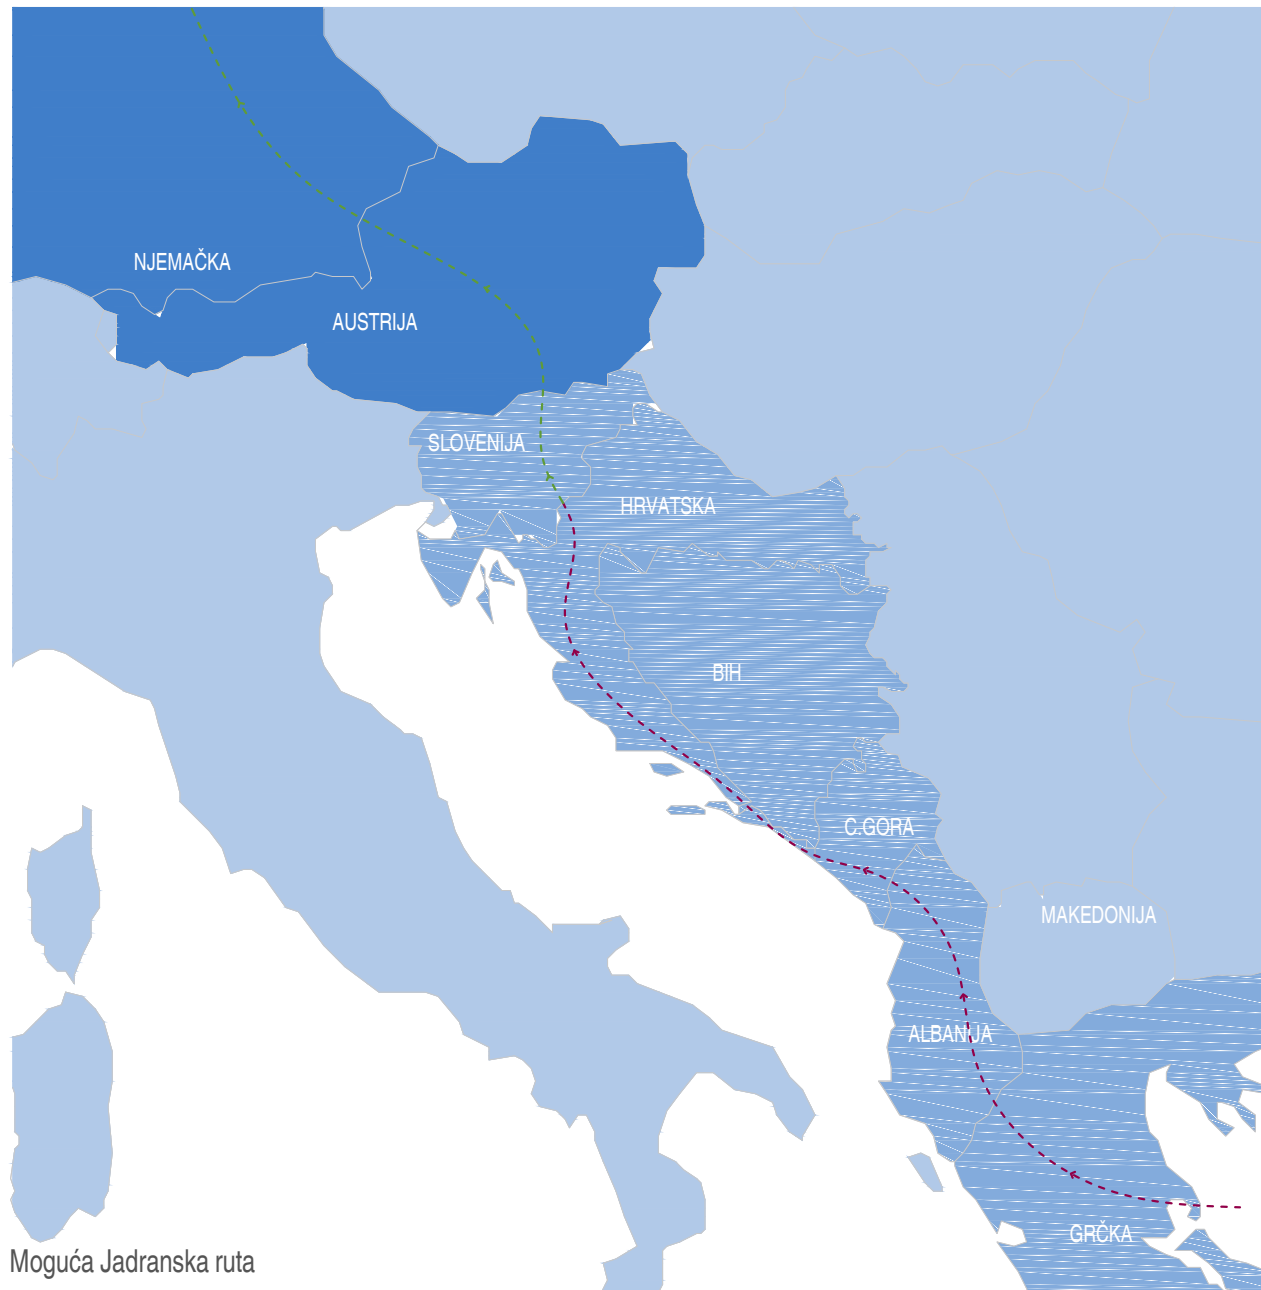 NJEMAČKA
AUSTRIJA
SLOVENIJA
HRVATSKA
BIH
C.GORA
MAKEDONIJA
ALBANIJA
GRČKA
Moguća Jadranska ruta